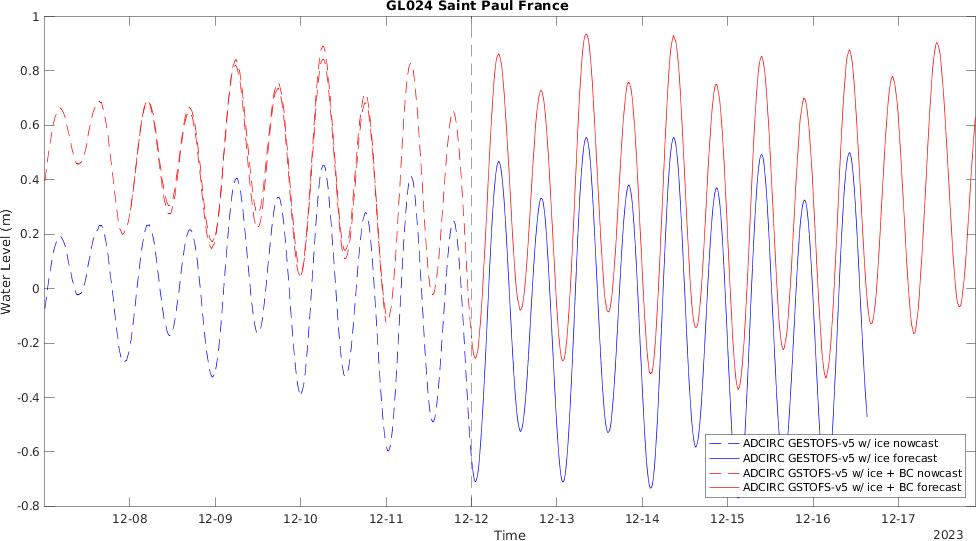 GL024 Saint Paul France
1
0.8
0.6
0.4
0.2
0
-0.2
-0.4
-0.6
-0.8
Water Level (m)
ADCIRC GESTOFS-v5 w/ ice nowcast
ADCIRC GESTOFS-v5 w/ ice forecast
ADCIRC GSTOFS-v5 w/ ice + BC nowcast
ADCIRC GSTOFS-v5 w/ ice + BC forecast
12-08 12-09 12-10 12-11 12-12 12-13 12-14 12-15 12-16 12-17
Time
2023